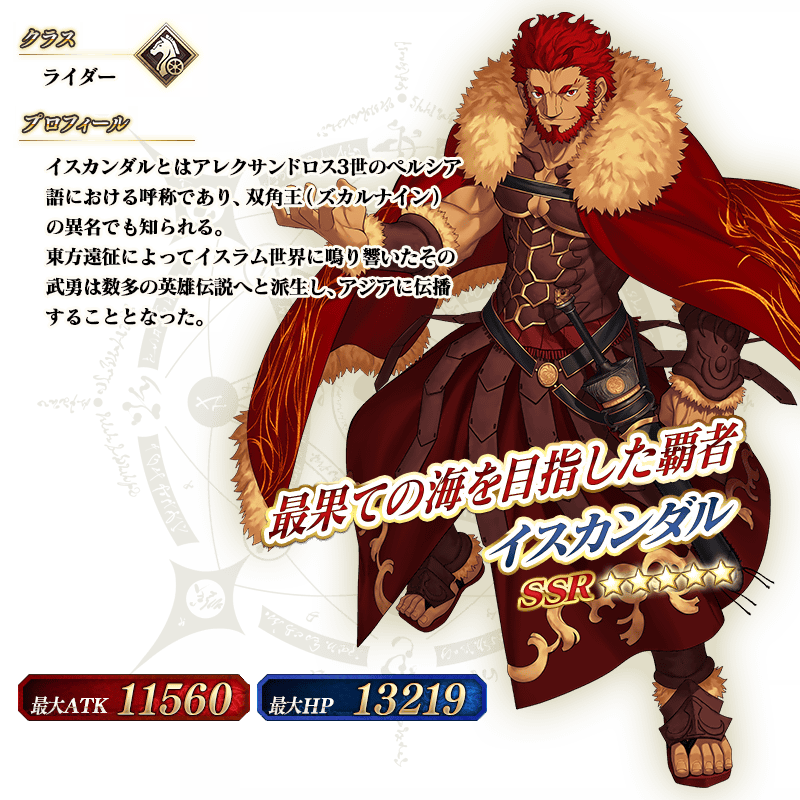 クラス
ライダー
プロフィール
イスカンダルとはアレクサンドロス3世のペルシア
語における呼称であり、双角王(ズカルナイン)
の異名でも知られる。
東方遠征によってイスラム世界に鳴り響いたその
武勇は数多の英雄伝説へと派生し、アジアに伝播
することとなった。
最果ての海を目指した覇者
イスカンダル
SSR ☆☆☆☆☆
最大ATK 11560
最大HP 13219